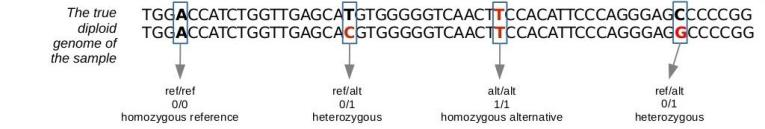 The true
diploid
genome of
the sample
TGGACCATCTGGTTGAGCATGTGGGGGTCAACTTCCACATTCCCAGGGAGCCCCCGG
TGGACCATCTGGTTGAGCACGTGGGGGTCAACTTCCACATTCCCAGGGAGGCCCCGG
ref/ref
0/0
homozygous reference
ref/alt
0/1
heterozygous
alt/alt
1/1
homozygous alternative
ref/alt
0/1
heterozygous